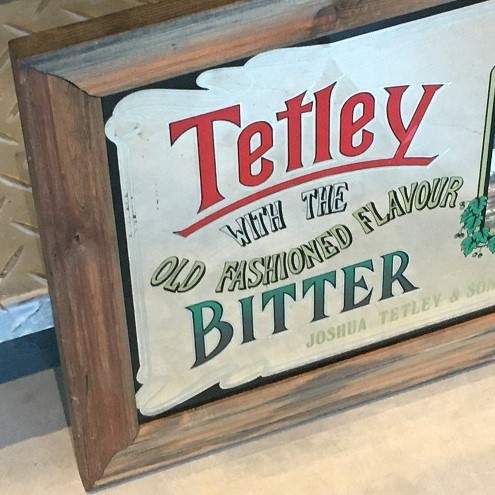 Tetley
WITH THE
OLD FASHIONED FLAVOUR
BITTER
JOSHUA TETLEY & SON